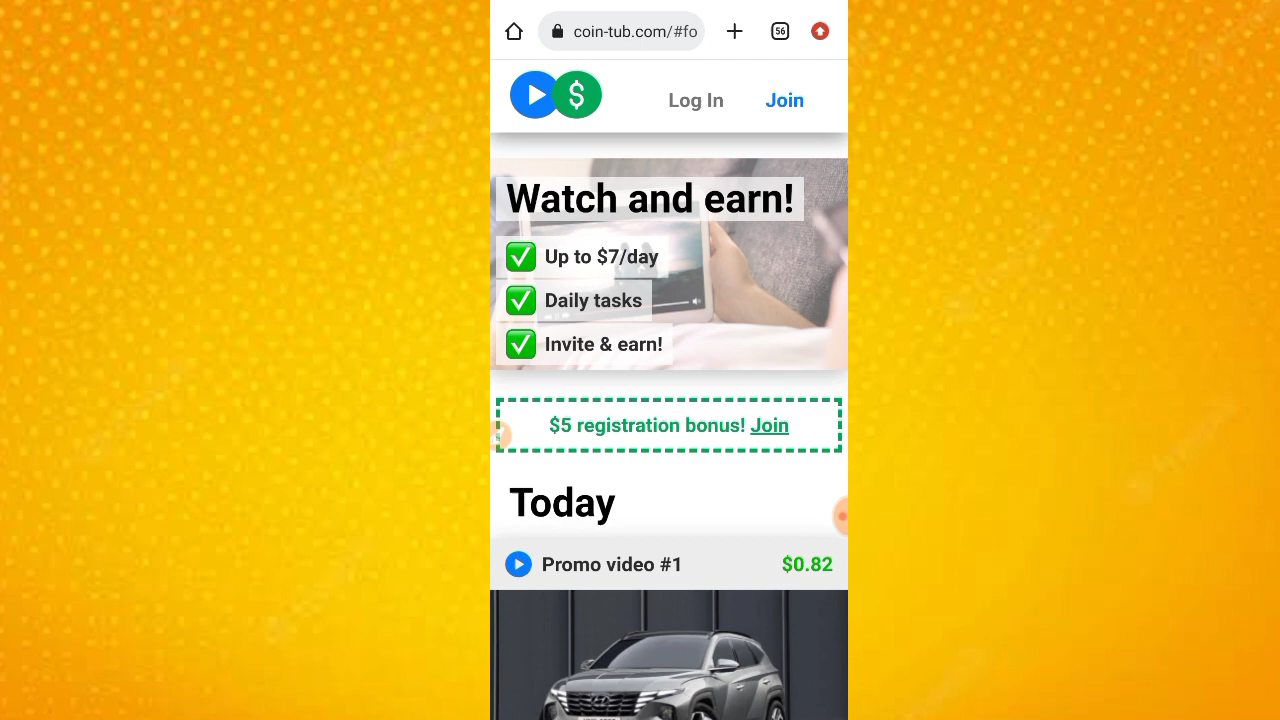 coin-tub.com/#fo
56
$
Log In
Join
Watch and earn!
Up to $7/day
Daily tasks
Invite & earn!
$5 registration bonus! Join
Today
Promo video #1
$0.82